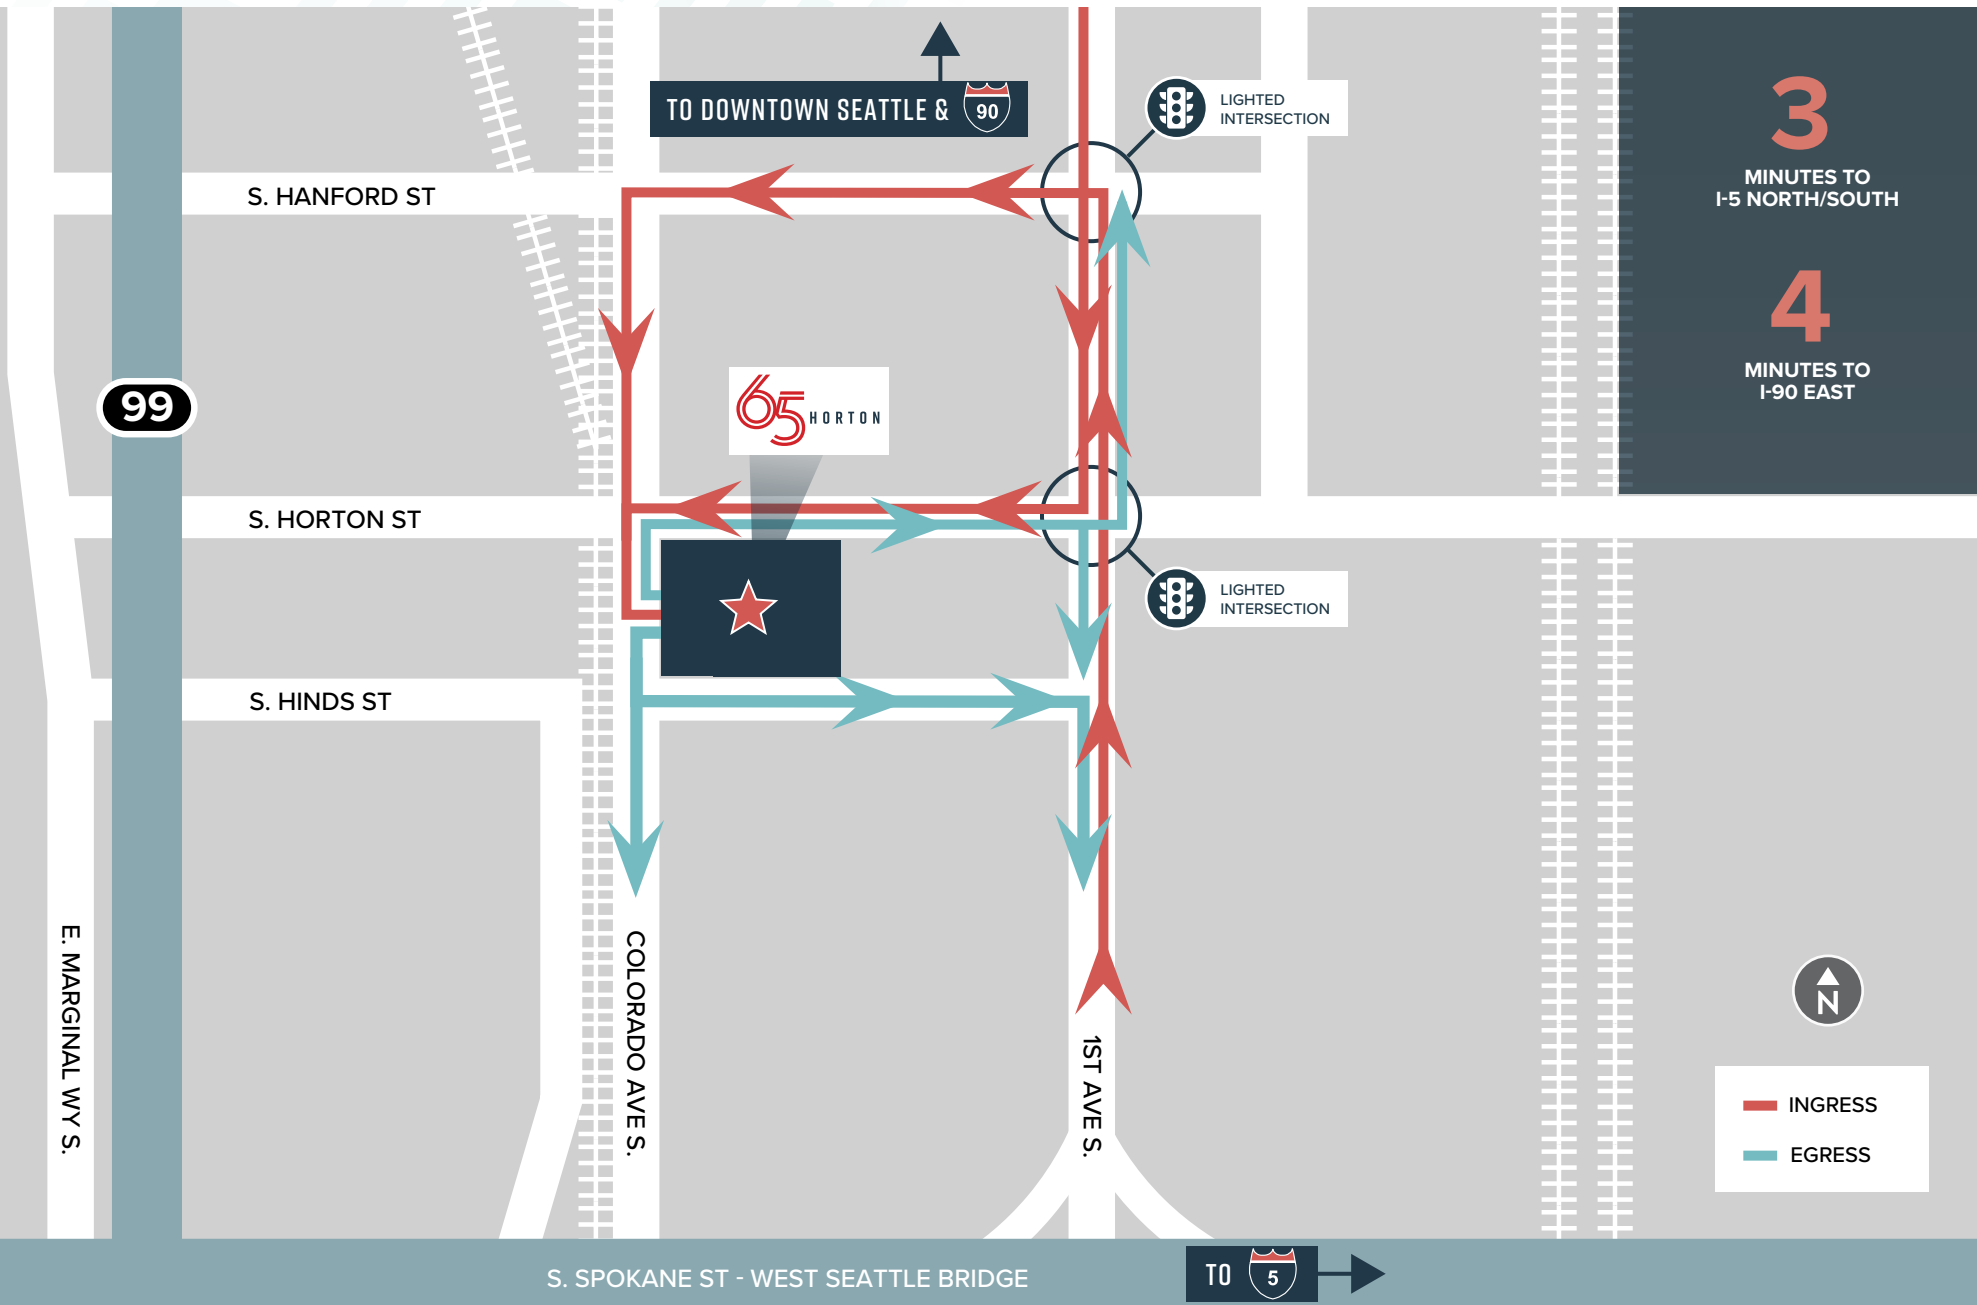 TO DOWNTOWN SEATTLE & 90
LIGHTED
INTERSECTION
3
MINUTES TO
I-5 NORTH/SOUTH
4
MINUTES TO
I-90 EAST
S. HANFORD ST
99
65 HORTON
S. HORTON ST
LIGHTED
INTERSECTION
S. HINDS ST
E. MARGINAL WY S.
COLORADO AVE S.
1ST AVE S.
N
INGRESS
EGRESS
S. SPOKANE ST - WEST SEATTLE BRIDGE
TO 5